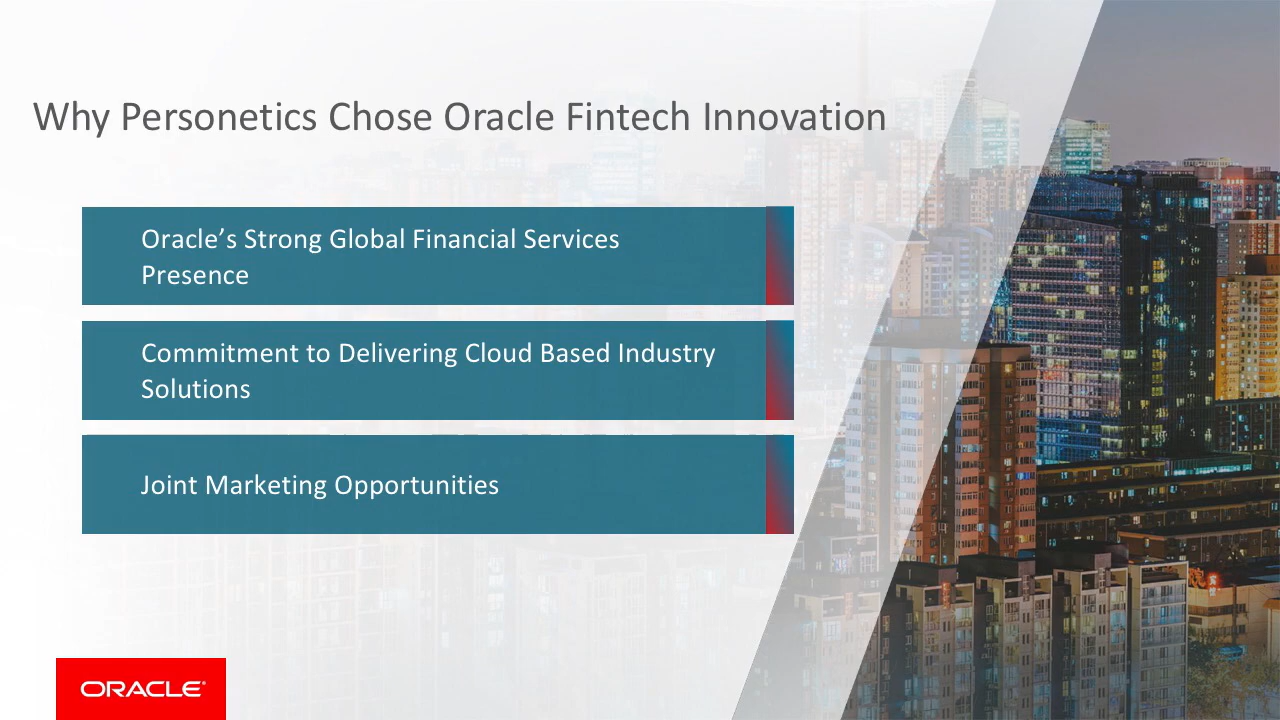 Why Personetics Chose Oracle Fintech Innovation
Oracle’s Strong Global Financial Services
Presence
Commitment to Delivering Cloud Based Industry
Solutions
Joint Marketing Opportunities
ORACLE®